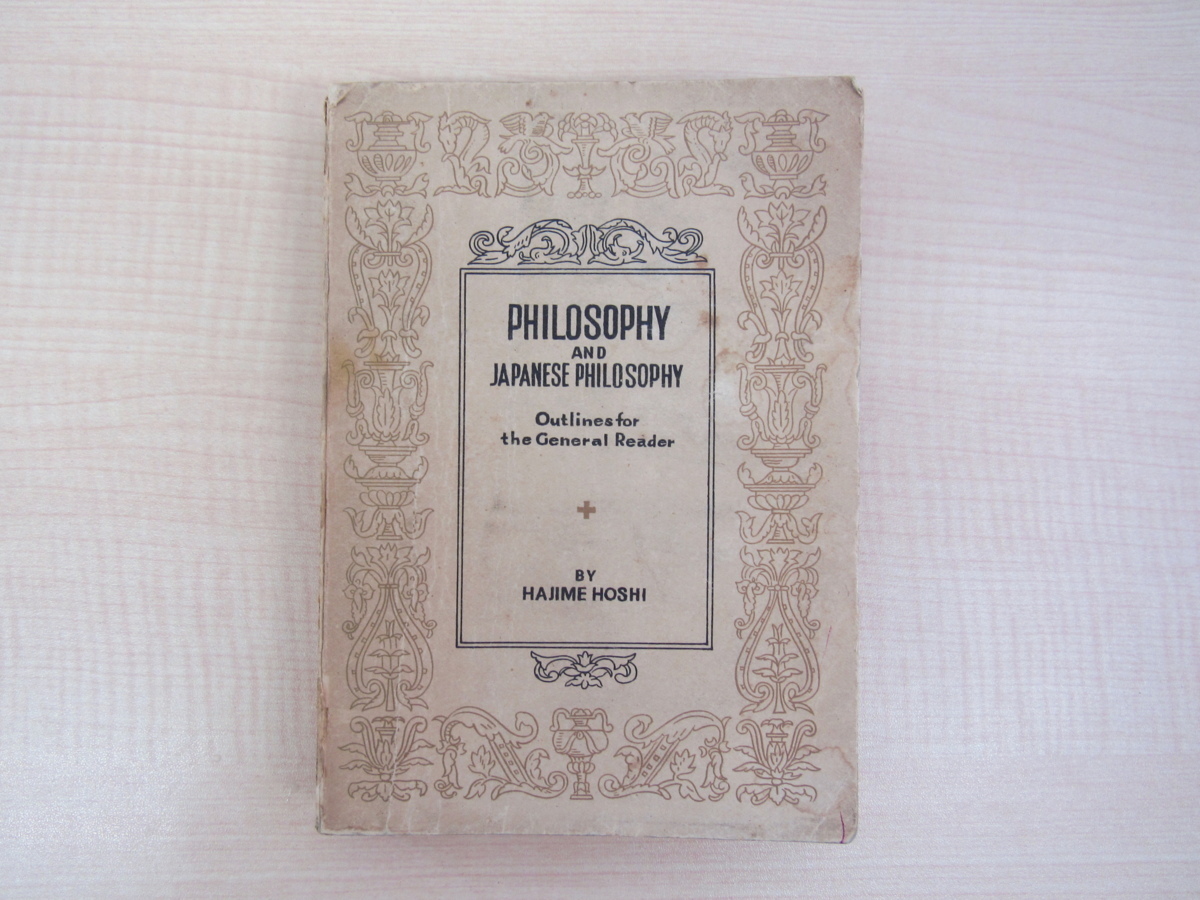 PHILOSOPHY
AND
JAPANESE PHILOSOPHY
Outlines for
the General Reader
BY
HAJIME HOSHI